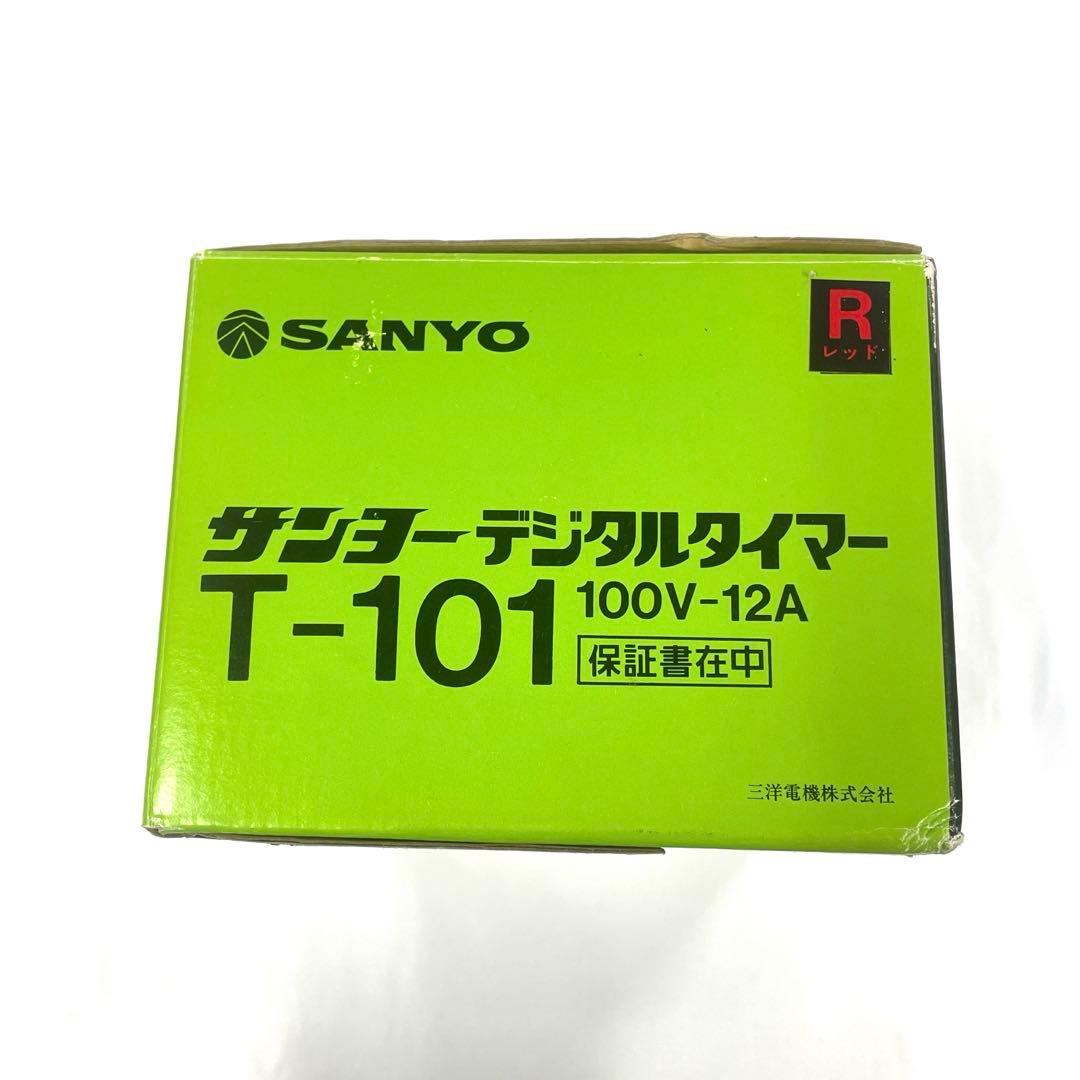 SANYO
R
レッド
サンヨーデジタルタイマー
T-101 100V-12A
保証書在中
三洋電機株式会社